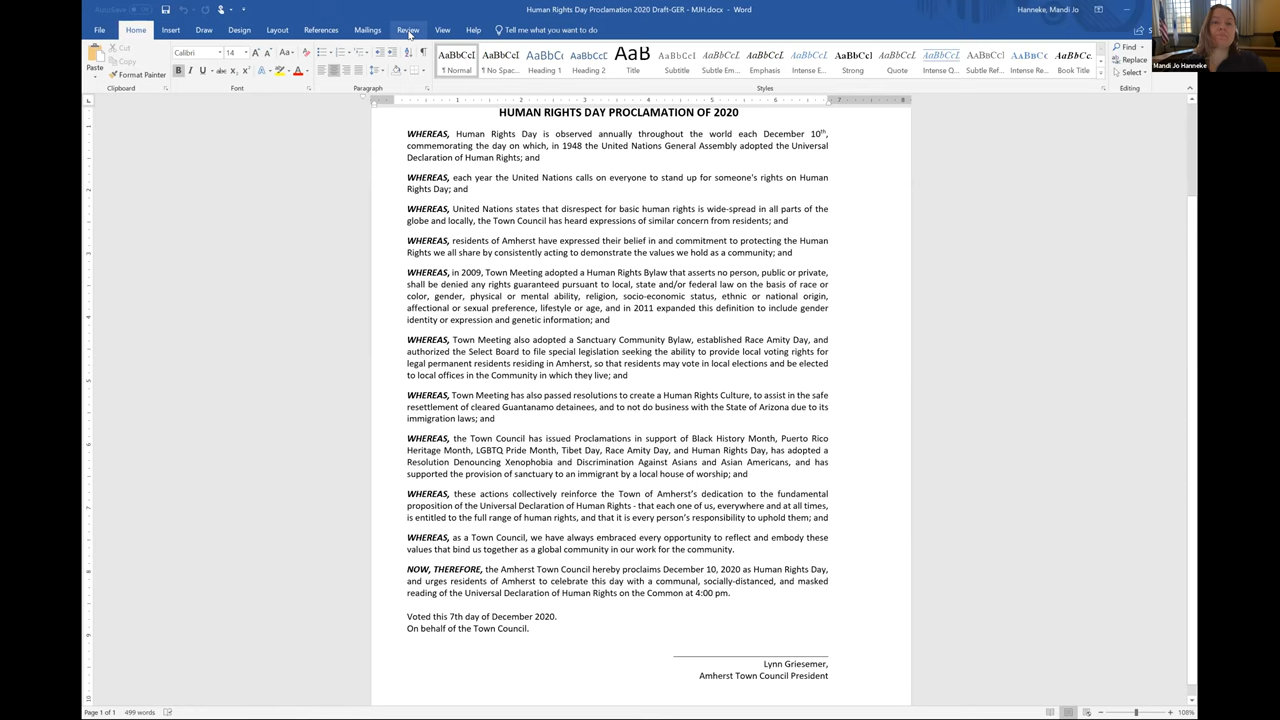 AutoSave Off
Human Rights Day Proclamation 2020 Draft-GER - MJH.docx - Word
Hanneke, Mandi Jo
File Home Insert Draw Design Layout References Mailings Review View Help Tell me what you want to do
Cut
Copy
Paste
Format Painter
Calibri 14
Find
Replace
Select
AaBbCcI AaBbCcI AaBbCc AaBbCcD AaB AaBbCcI
Normal No Spac... Heading 1 Heading 2 Title Subtitle Subtle Em... Emphasis Intense E... Strong Quote Intense Q... Subtle Ref... Intense Re... Book Title
Clipboard Font Paragraph Styles Editing
Mandi Jo Hanneke
HUMAN RIGHTS DAY PROCLAMATION OF 2020
WHEREAS, Human Rights Day is observed annually throughout the world each December 10th,
commemorating the day on which, in 1948 the United Nations General Assembly adopted the Universal
Declaration of Human Rights; and
WHEREAS, each year the United Nations calls on everyone to stand up for someone's rights on Human
Rights Day; and
WHEREAS, United Nations states that disrespect for basic human rights is wide-spread in all parts of the
globe and locally, the Town Council has heard expressions of similar concern from residents; and
WHEREAS, residents of Amherst have expressed their belief in and commitment to protecting the Human
Rights we all share by consistently acting to demonstrate the values we hold as a community; and
WHEREAS, in 2009, Town Meeting adopted a Human Rights Bylaw that asserts no person, public or private,
shall be denied any rights guaranteed pursuant to local, state and/or federal law on the basis of race or
color, gender, physical or mental ability, religion, socio-economic status, ethnic or national origin,
affectional or sexual preference, lifestyle or age, and in 2011 expanded this definition to include gender
identity or expression and genetic information; and
WHEREAS, Town Meeting also adopted a Sanctuary Community Bylaw, established Race Amity Day, and
authorized the Select Board to file special legislation seeking the ability to provide local voting rights for
legal permanent residents residing in Amherst, so that residents may vote in local elections and be elected
to local offices in the Community in which they live; and
WHEREAS, Town Meeting has also passed resolutions to create a Human Rights Culture, to assist in the safe
resettlement of cleared Guantanamo detainees, and to not do business with the State of Arizona due to its
immigration laws; and
WHEREAS, the Town Council has issued Proclamations in support of Black History Month, Puerto Rico
Heritage Month, LGBTQ Pride Month, Tibet Day, Race Amity Day, and Human Rights Day, has adopted a
Resolution Denouncing Xenophobia and Discrimination Against Asians and Asian Americans, and has
supported the provision of sanctuary to an immigrant by a local house of worship; and
WHEREAS, these actions collectively reinforce the Town of Amherst's dedication to the fundamental
proposition of the Universal Declaration of Human Rights - that each one of us, everywhere and at all times,
is entitled to the full range of human rights, and that it is every person's responsibility to uphold them; and
WHEREAS, as a Town Council, we have always embraced every opportunity to reflect and embody these
values that bind us together as a global community in our work for the community.
NOW, THEREFORE, the Amherst Town Council hereby proclaims December 10, 2020 as Human Rights Day,
and urges residents of Amherst to celebrate this day with a communal, socially-distanced, and masked
reading of the Universal Declaration of Human Rights on the Common at 4:00 pm.
Voted this 7th day of December 2020.
On behalf of the Town Council.
Lynn Griesemer,
Amherst Town Council President
Page 1 of 1 499 words
108%